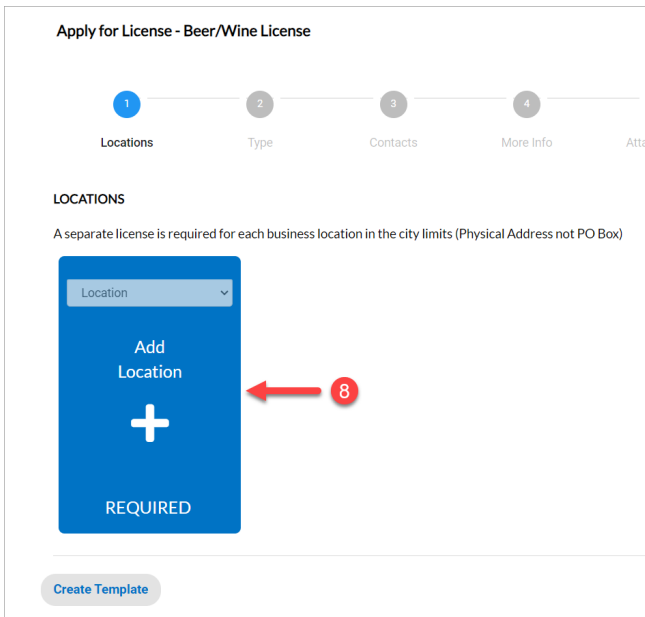 Apply for License - Beer/Wine License
1
2
3
4
Locations
Type
Contacts
More Info
Atta
LOCATIONS
A separate license is required for each business location in the city limits (Physical Address not PO Box)
Location
Add
Location
8
REQUIRED
Create Template